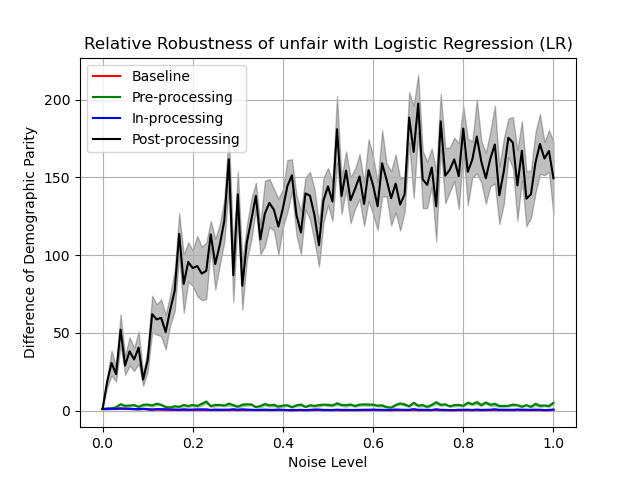 Relative Robustness of unfair with Logistic Regression (LR)
Baseline
Pre-processing
In-processing
Post-processing
Difference of Demographic Parity
200
150
100
50
0
0.0 0.2 0.4 0.6 0.8 1.0
Noise Level